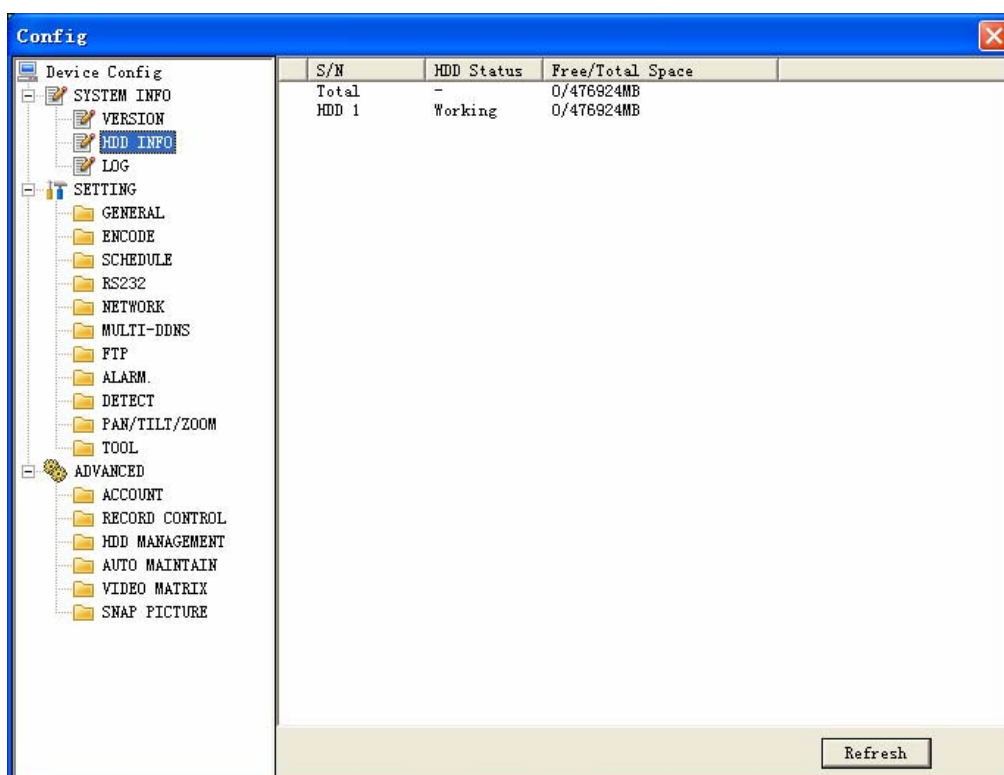 Config
Device Config
SYSTEM INFO
VERSION
HDD INFO
LOG
SETTING
GENERAL
ENCODE
SCHEDULE
RS232
NETWORK
MULTI-DDNS
FTP
ALARM.
DETECT
PAN/TILT/ZOOM
TOOL
ADVANCED
ACCOUNT
RECORD CONTROL
HDD MANAGEMENT
AUTO MAINTAIN
VIDEO MATRIX
SNAP PICTURE
S/N HDD Status Free/Total Space
Total - 0/476924MB
HDD 1 Working 0/476924MB
Refresh